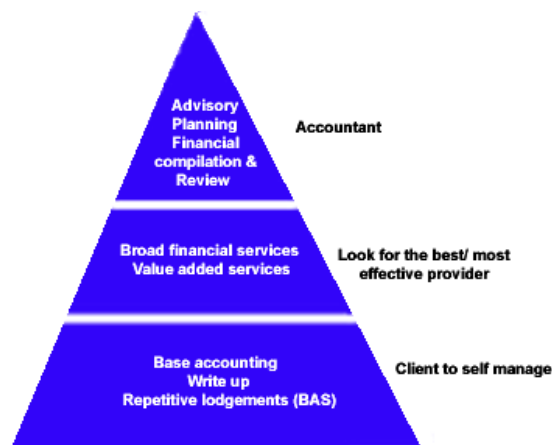 Advisory
Planning
Financial
compilation &
Review
Accountant
Broad financial services
Value added services
Look for the best/ most
effective provider
Base accounting
Write up
Repetitive lodgements (BAS)
Client to self manage